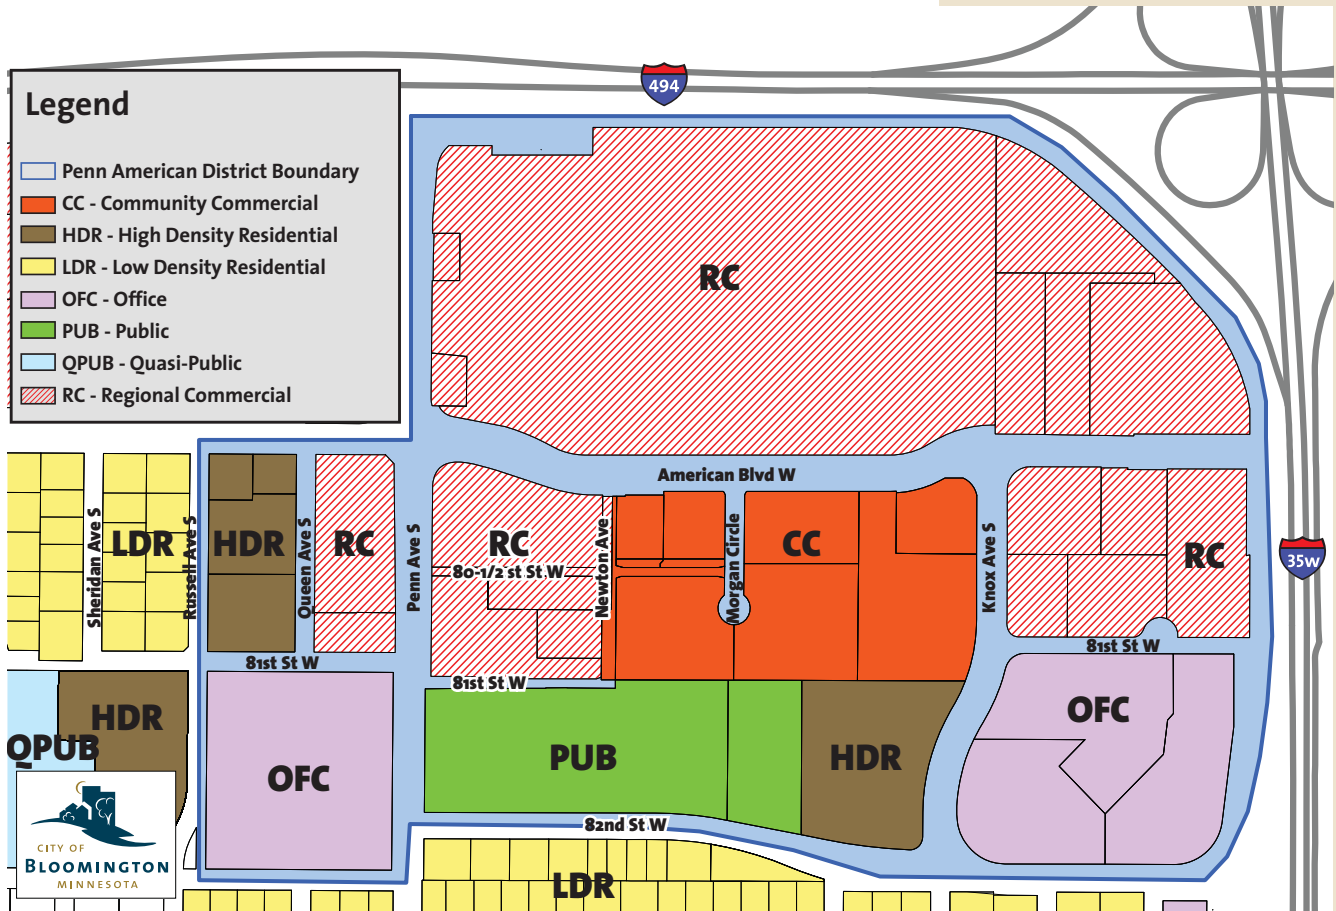 494
Legend
Penn American District Boundary
CC - Community Commercial
HDR - High Density Residential
LDR - Low Density Residential
OFC - Office
PUB - Public
QPUB - Quasi-Public
RC - Regional Commercial
RC
American Blvd W
Sheridan Ave S
LDR
Russell Ave S
HDR
Queen Ave S
RC
Penn Ave S
RC
80-1/2 st St W
Newton Ave
Morgan Circle
CC
Knox Ave S
RC
35W
81st St W
81st St W
81st St W
HDR
QPUB
OFC
PUB
HDR
OFC
82nd St W
LDR
CITY OF
BLOOMINGTON
MINNESOTA